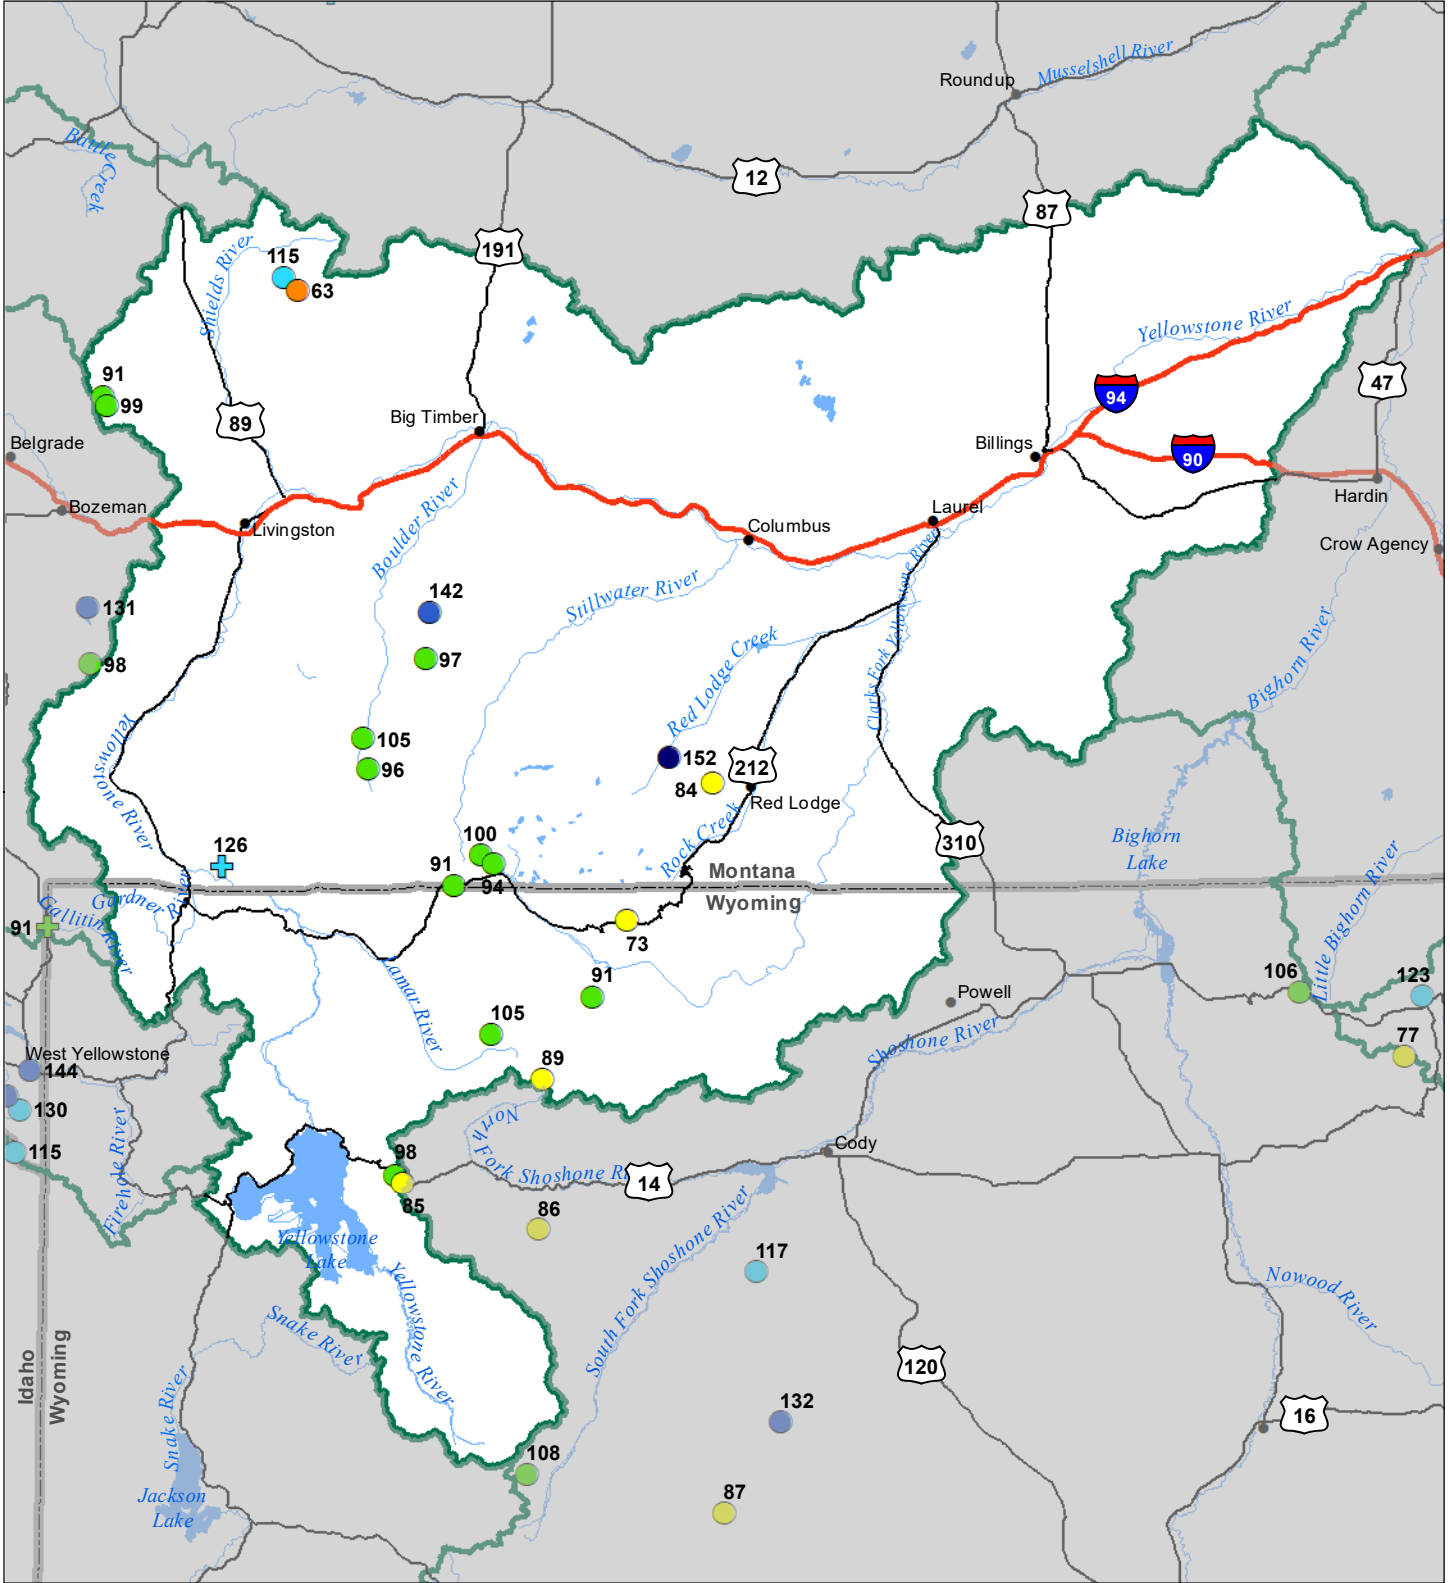 Roundup
Musselshell River
Battle
Creek
12
87
191
Shields River
115
63
Yellowstone River
91
99
89
Big Timber
94
47
Belgrade
Billings
90
Bozeman
Livingston
Boulder River
Columbus
Laurel
Hardin
Crow Agency
131
98
142
97
Stillwater River
Red Lodge Creek
Clarks Fork Yellowstone River
Bighorn River
Yellowstone River
105
96
152
84
212
Red Lodge
Rock Creek
310
Bighorn
Lake
126
100
91
94
Montana
Wyoming
Gardner River
Gallitin River
91
73
Little Bighorn River
Lamar River
91
105
89
Powell
Shoshone River
106
123
77
West Yellowstone
144
130
115
Firehole River
North
Fork Shoshone Ri
14
Cody
98
85
86
Yellowstone
Lake
Yellowstone River
South Fork Shoshone River
117
Nowood River
Snake River
Idaho
Wyoming
120
132
16
Snake River
108
87
Jackson
Lake